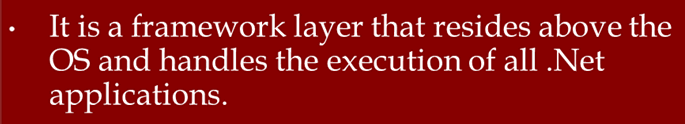 • It is a framework layer that resides above the
OS and handles the execution of all .Net
applications.